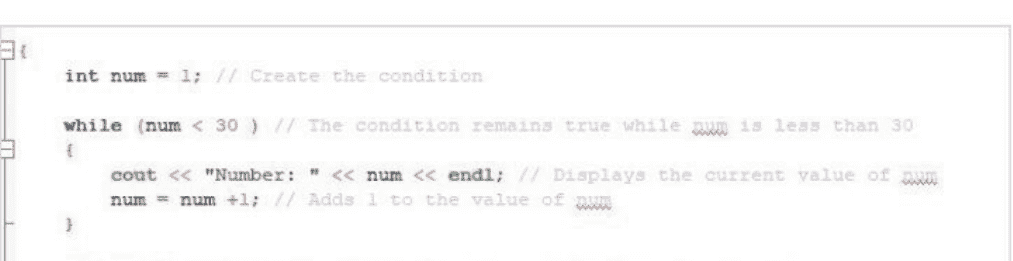 {
int num = 1; // Create the condition
while (num < 30 ) // The condition remains true while num is less than 30
{
cout << "Number: " << num << endl; // Displays the current value of num
num = num +1; // Adds 1 to the value of num
}